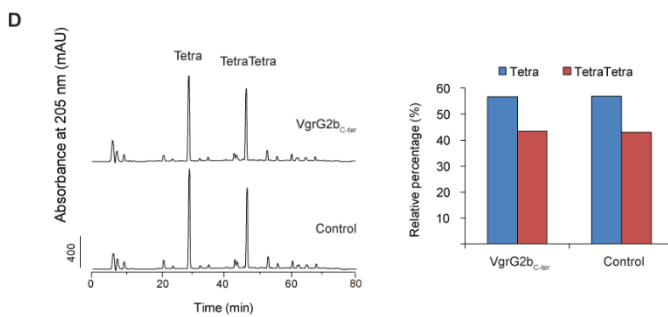 D
Absorbance at 205 nm (mAU)
Tetra
TetraTetra
VgrG2bC-ter
Control
400
0 20 40 60 80
Time (min)
Tetra TetraTetra
Relative percentage (%)
60
50
40
30
20
10
VgrG2bC-ter Control